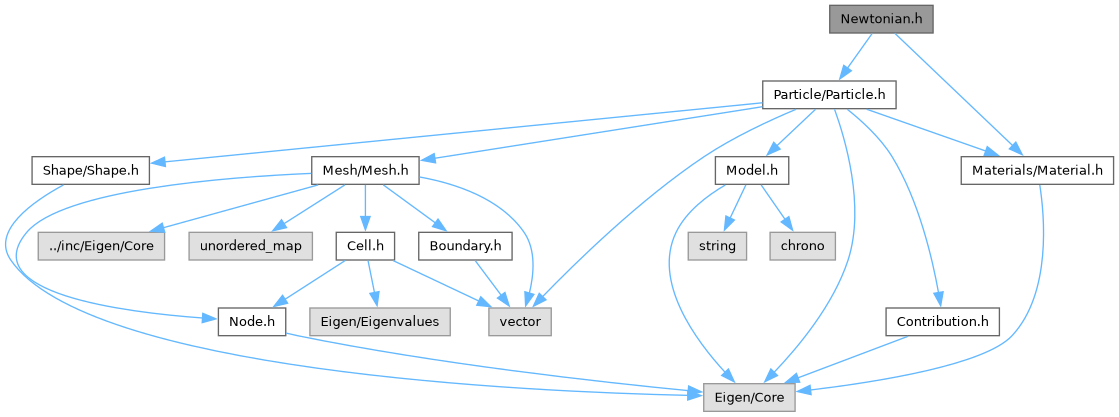 Newtonian.h
Particle/Particle.h
Shape/Shape.h
Mesh/Mesh.h
Model.h
Materials/Material.h
../inc/Eigen/Core
unordered_map
Cell.h
Boundary.h
string
chrono
Node.h
Eigen/Eigenvalues
vector
Contribution.h
Eigen/Core